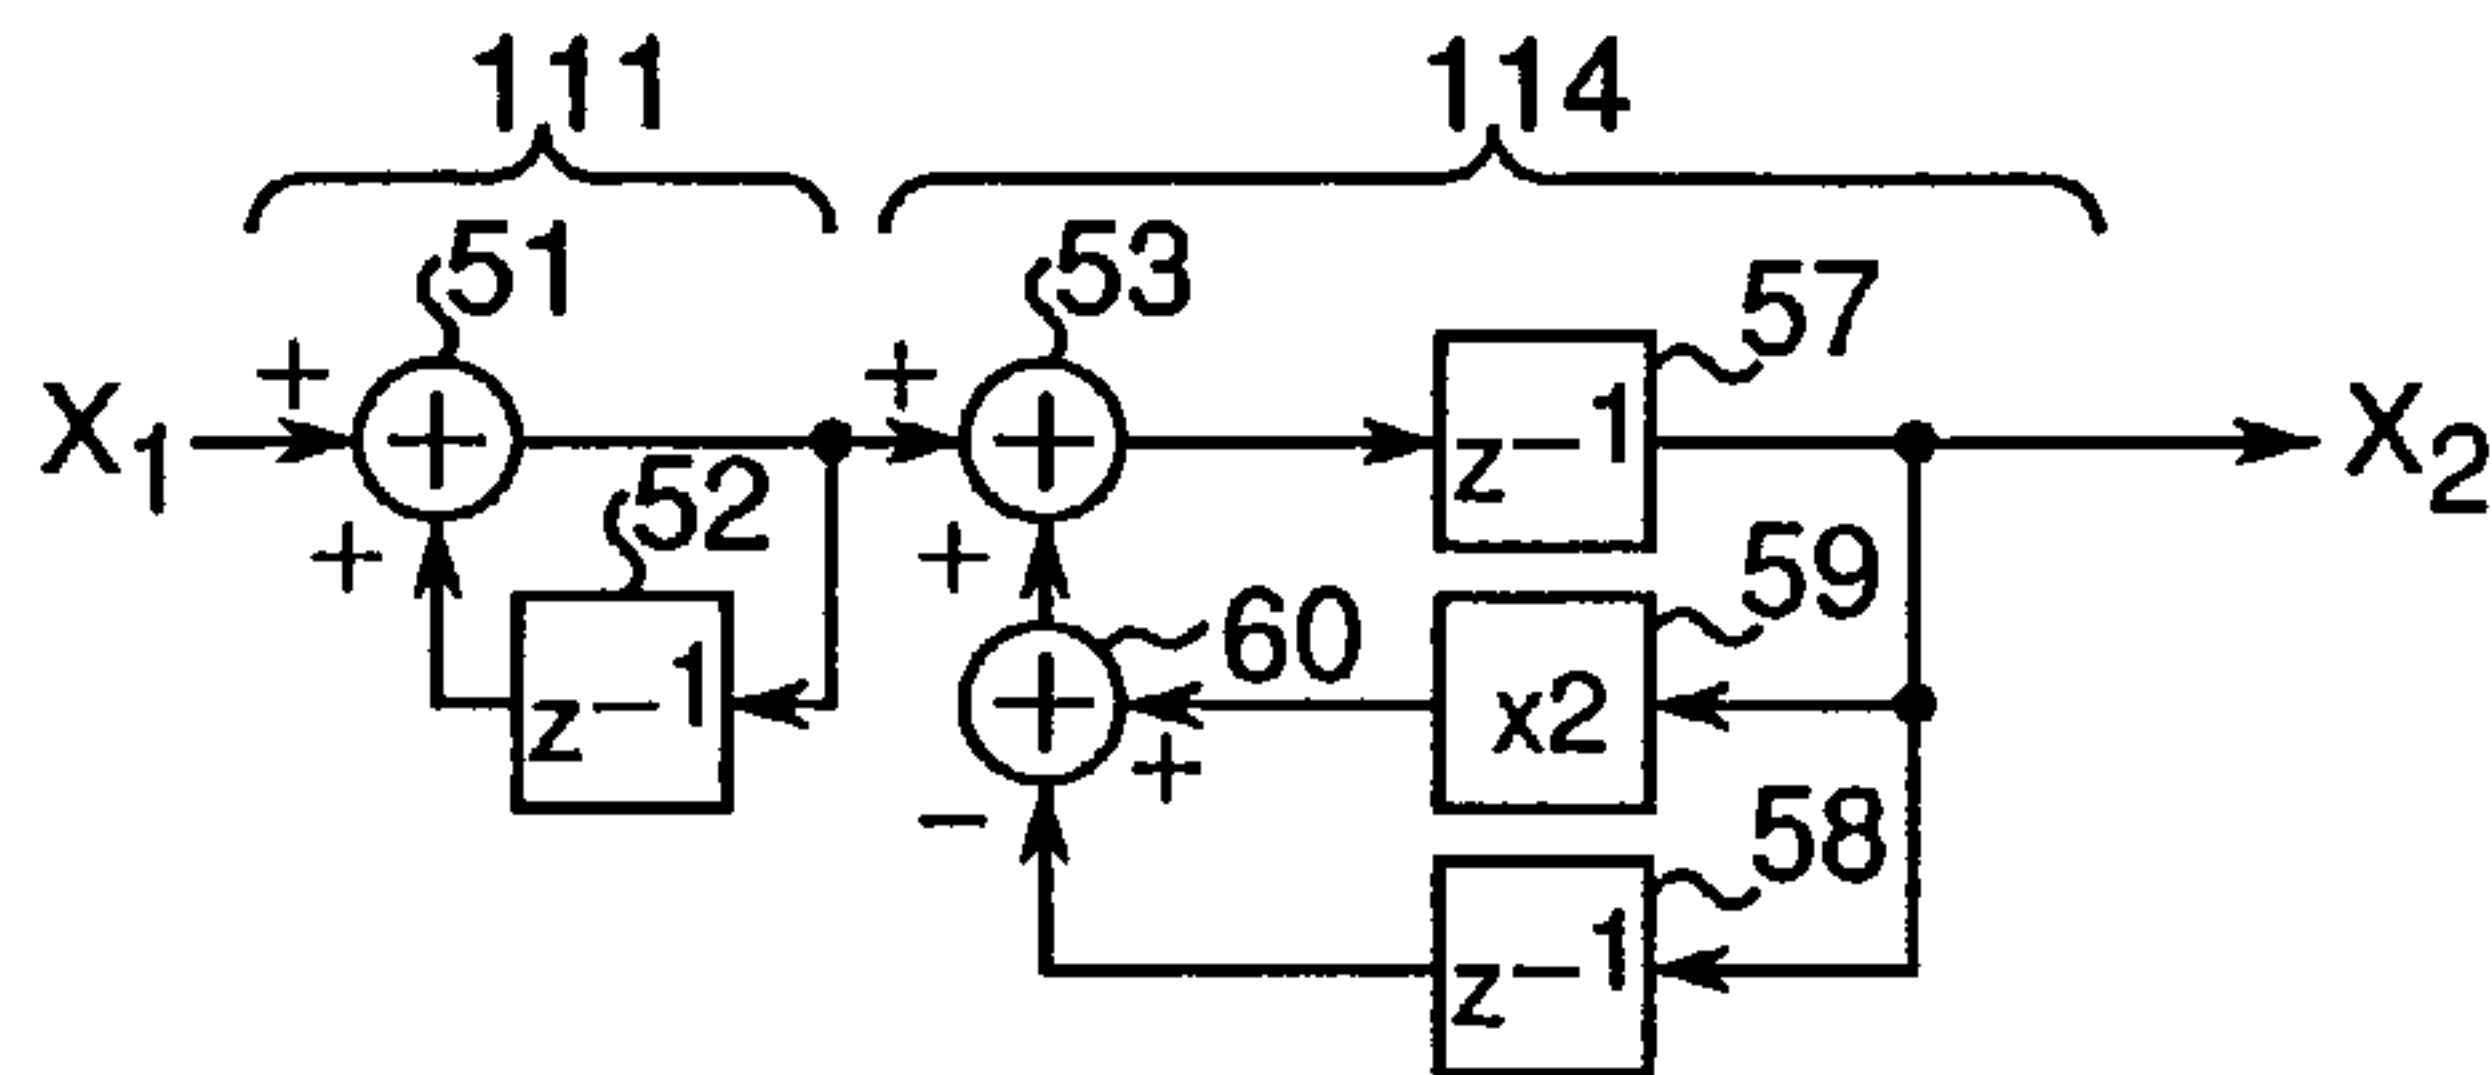 111 114
51 53 57
+ + z⁻¹
X₁ + + X₂
52 59
+ + 60
z⁻¹ + x2
+ 58
−
z⁻¹